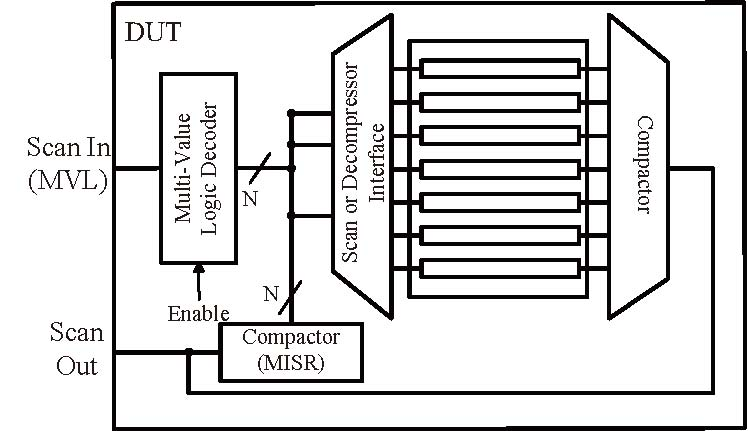 DUT
Scan In
(MVL)
Multi-Value
Logic Decoder
N
Enable
N
Scan or Decompressor
Interface
Compactor
Scan
Out
Compactor
(MISR)